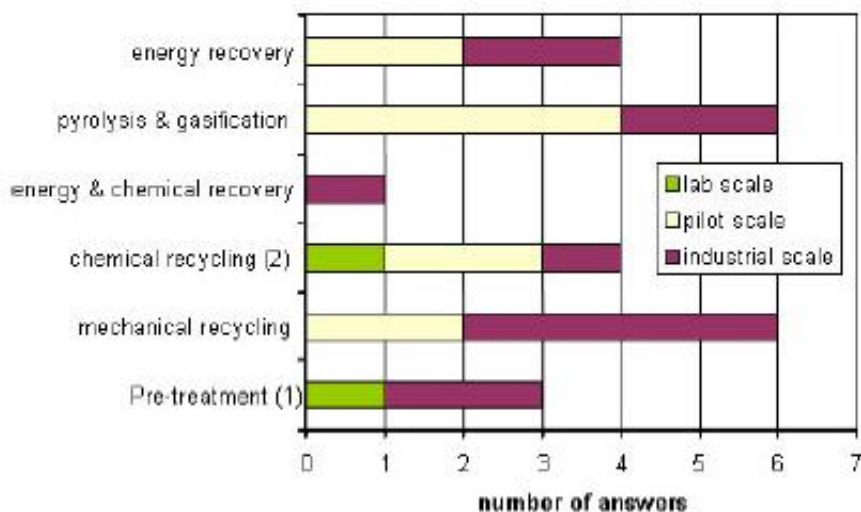 energy recovery
pyrolysis & gasification
energy & chemical recovery
chemical recycling (2)
mechanical recycling
Pre-treatment (1)
lab scale
pilot scale
industrial scale
0 1 2 3 4 5 6 7
number of answers